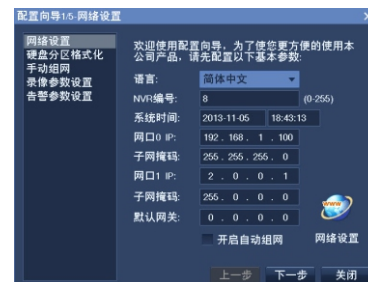 配置向导1/5-网络设置
X
网络设置
硬盘分区格式化
手动组网
录像参数设置
告警参数设置
欢迎使用配置向导，为了使您更方便的使用本
公司产品，请先配置以下基本参数:
语言: 简体中文
NVR编号: 8 (0-255)
系统时间: 2013-11-05 18:43:13
网口0 IP: 192 . 168 . 1 . 100
子网掩码: 255 . 255 . 255 . 0
网口1 IP: 2 . 0 . 0 . 1
子网掩码: 255 . 0 . 0 . 0
默认网关: 0 . 0 . 0 . 0
www
开启自动组网 网络设置
上一步 下一步 关闭